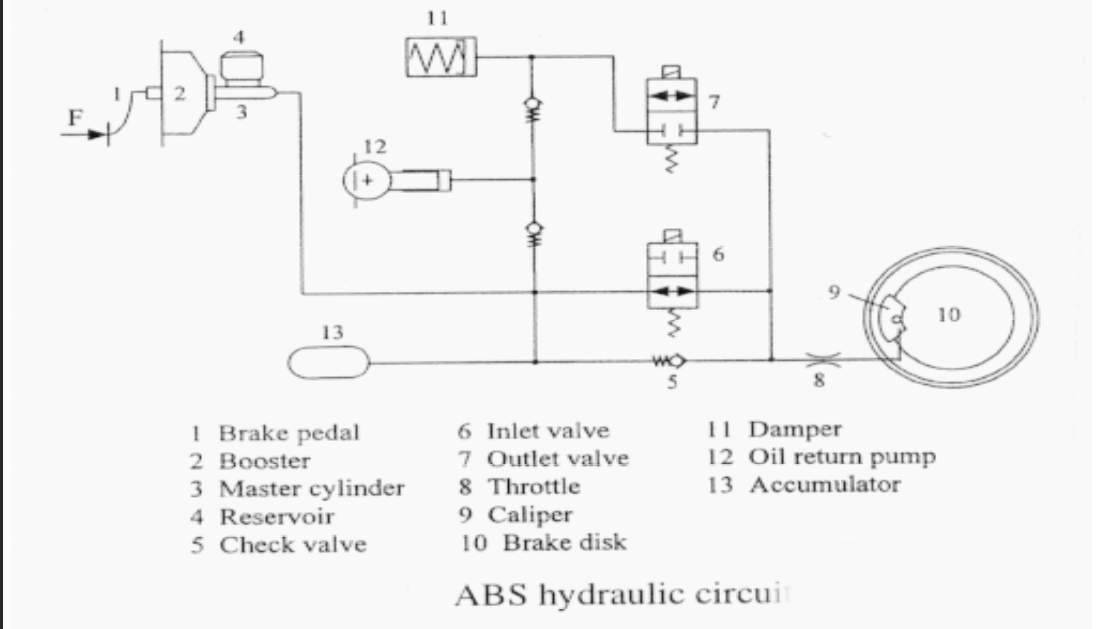 11
4
1
2
7
F
3
12
6
9
10
13
5
8
1 Brake pedal
2 Booster
3 Master cylinder
4 Reservoir
5 Check valve
6 Inlet valve
7 Outlet valve
8 Throttle
9 Caliper
10 Brake disk
11 Damper
12 Oil return pump
13 Accumulator
ABS hydraulic circuit